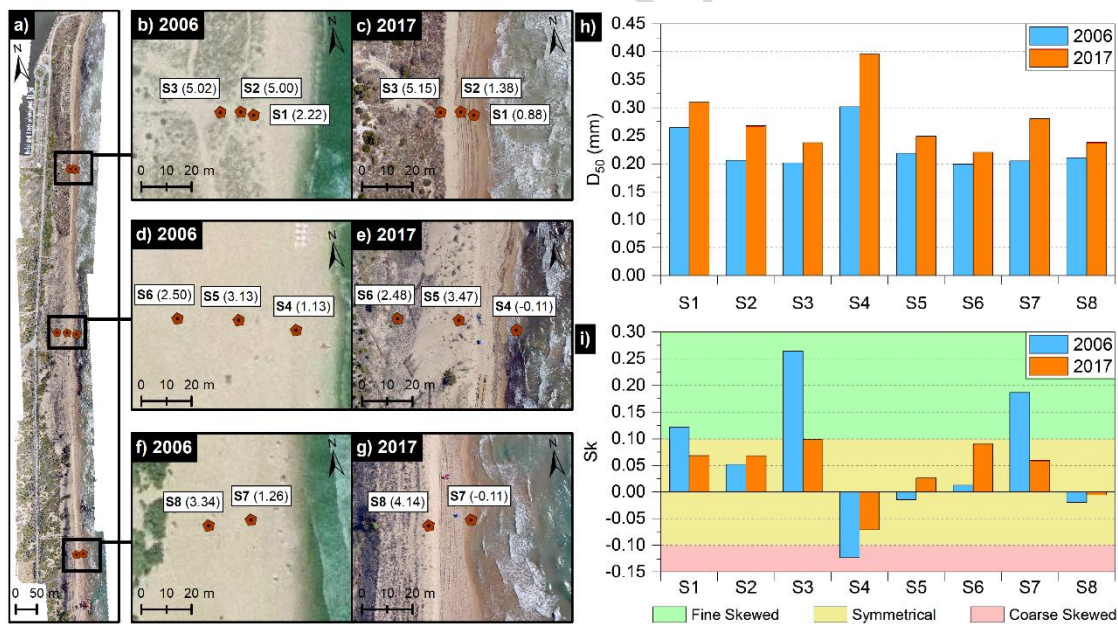 a)
N
0 50 m
b) 2006
N
S3 (5.02)
S2 (5.00)
S1 (2.22)
0 10 20 m
c) 2017
N
S3 (5.15)
S2 (1.38)
S1 (0.88)
0 10 20 m
d) 2006
N
S6 (2.50)
S5 (3.13)
S4 (1.13)
0 10 20 m
e) 2017
N
S6 (2.48)
S5 (3.47)
S4 (-0.11)
0 10 20 m
f) 2006
N
S8 (3.34)
S7 (1.26)
0 10 20 m
g) 2017
N
S8 (4.14)
S7 (-0.11)
0 10 20 m
h)
D50 (mm)
0.45
0.40
0.35
0.30
0.25
0.20
0.15
0.10
0.05
0.00
2006
2017
S1 S2 S3 S4 S5 S6 S7 S8
i)
Sk
0.30
0.25
0.20
0.15
0.10
0.05
0.00
-0.05
-0.10
-0.15
2006
2017
S1 S2 S3 S4 S5 S6 S7 S8
Fine Skewed Symmetrical Coarse Skewed